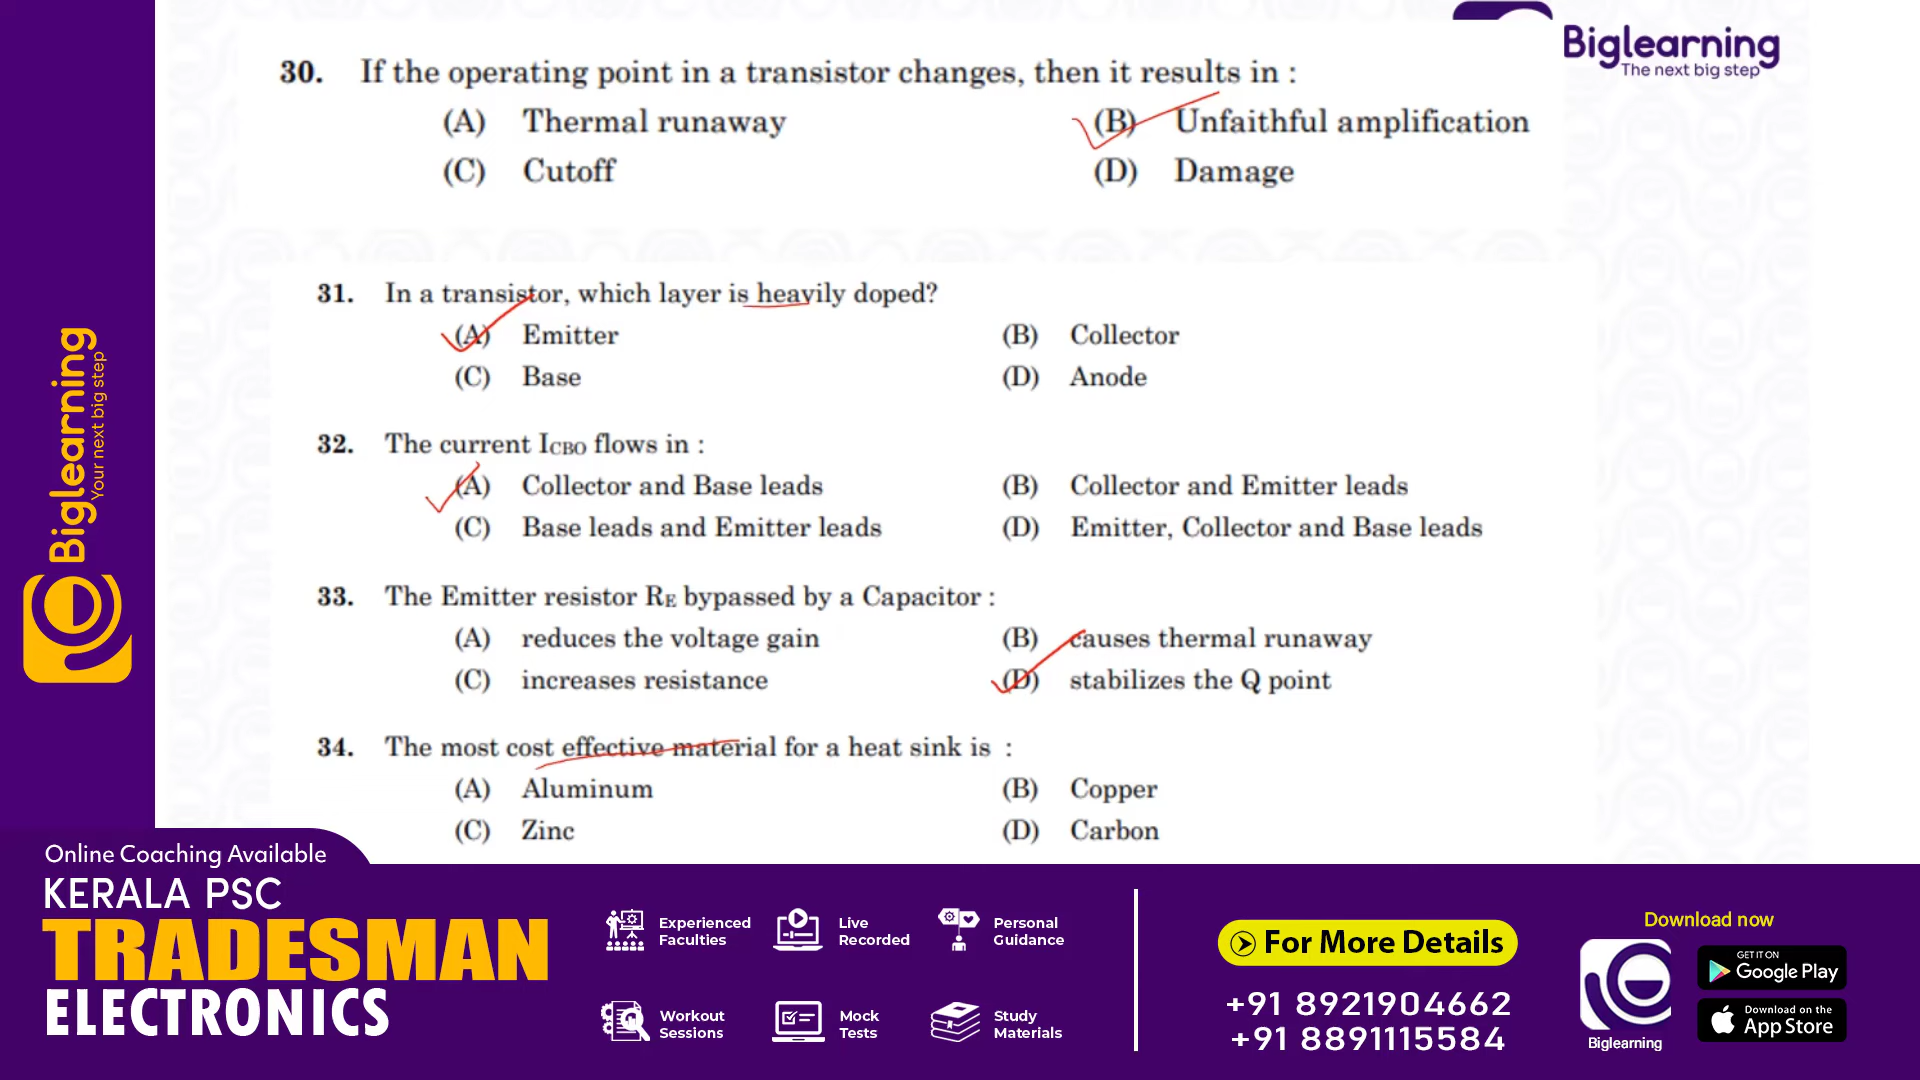 Biglearning
The next big step
30. If the operating point in a transistor changes, then it results in :
(A) Thermal runaway (B) Unfaithful amplification
(C) Cutoff (D) Damage
31. In a transistor, which layer is heavily doped?
(A) Emitter (B) Collector
(C) Base (D) Anode
32. The current ICBO flows in :
(A) Collector and Base leads (B) Collector and Emitter leads
(C) Base leads and Emitter leads (D) Emitter, Collector and Base leads
33. The Emitter resistor RE bypassed by a Capacitor :
(A) reduces the voltage gain (B) causes thermal runaway
(C) increases resistance (D) stabilizes the Q point
34. The most cost effective material for a heat sink is :
(A) Aluminum (B) Copper
(C) Zinc (D) Carbon
Biglearning
Your next big step
Online Coaching Available
KERALA PSC
TRADESMAN
ELECTRONICS
Experienced
Faculties
Live
Recorded
Personal
Guidance
Workout
Sessions
Mock
Tests
Study
Materials
For More Details
+91 8921904662
+91 8891115584
Download now
Biglearning
GET IT ON
Google Play
Download on the
App Store